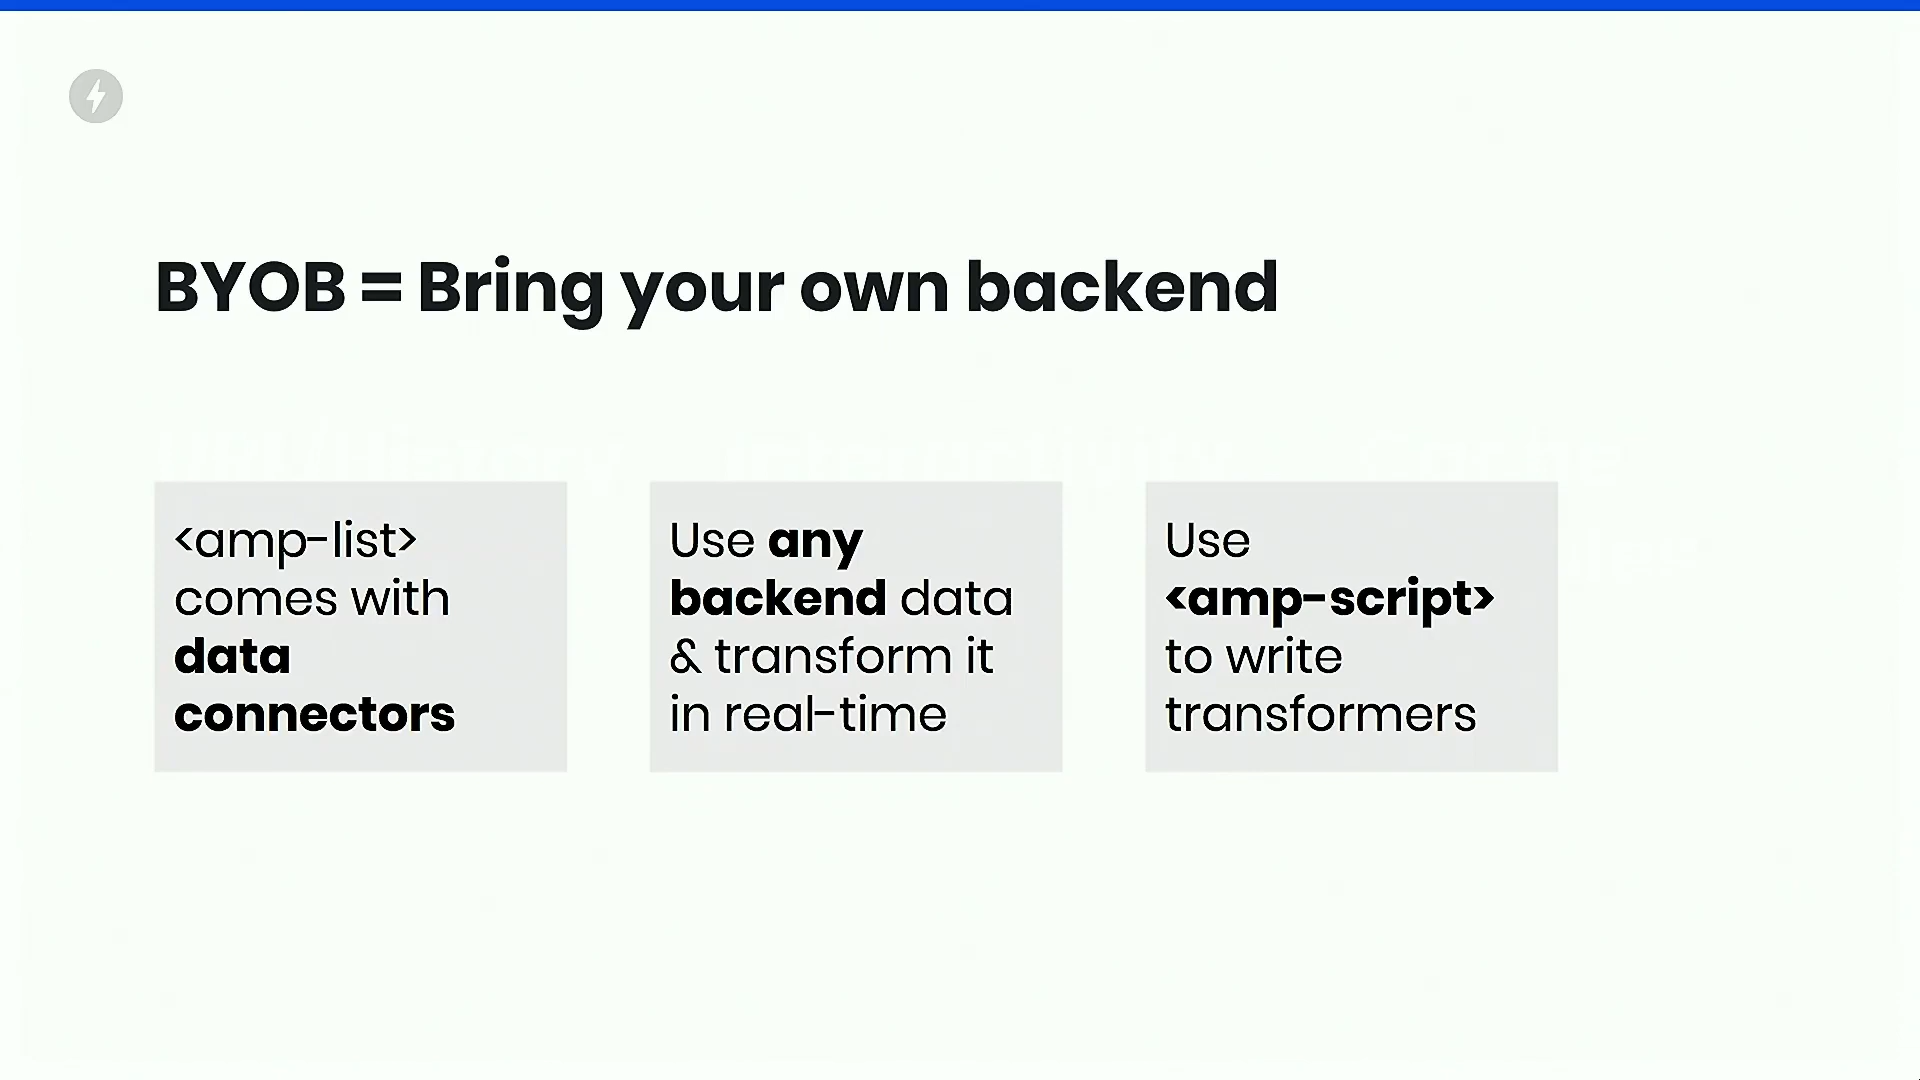 BYOB = Bring your own backend
<amp-list>
comes with
data
connectors
Use any
backend data
& transform it
in real-time
Use
<amp-script>
to write
transformers